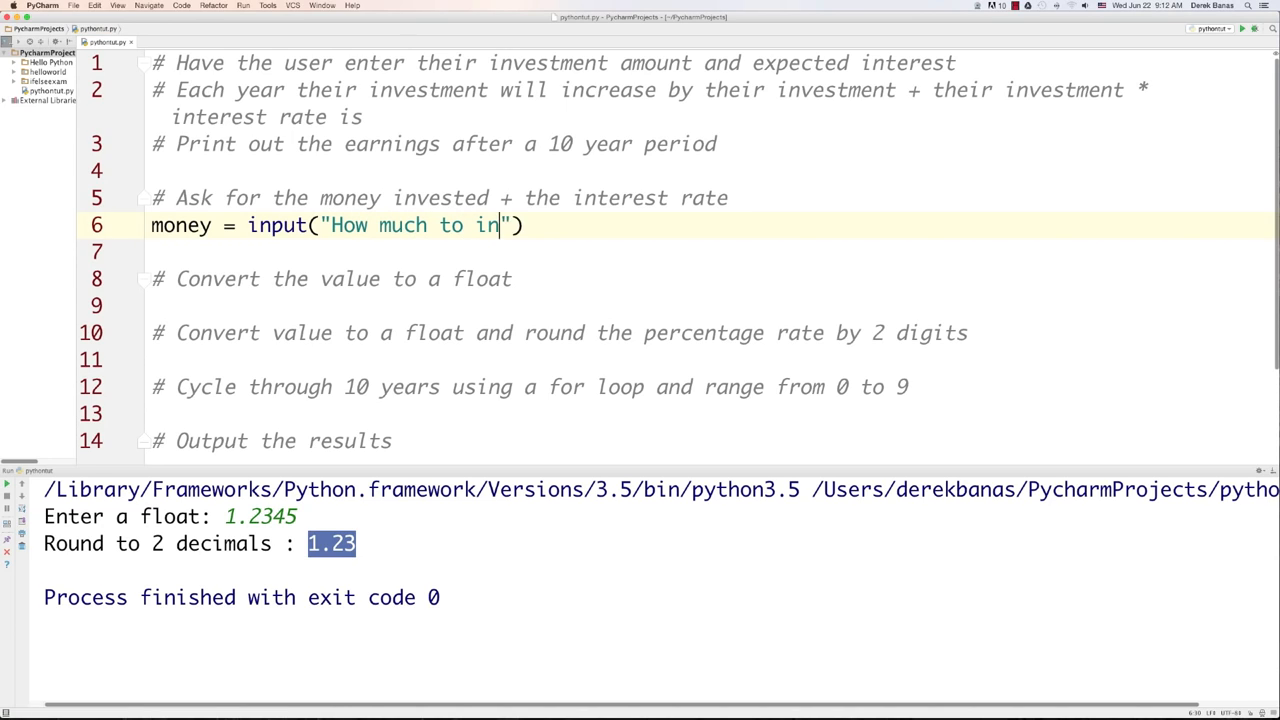 PyCharm File Edit View Navigate Code Refactor Run Tools VCS Window Help 10 Wed Jun 22 9:12 AM Derek Banas
pythontut.py - PycharmProjects - [~/PycharmProjects]
PycharmProjects pythontut.py pythontut
pythontut.py
PycharmProject
Hello Python
helloworld
ifelseexam
pythontut.py
External Librarie
1 # Have the user enter their investment amount and expected interest
2 # Each year their investment will increase by their investment + their investment *
interest rate is
3 # Print out the earnings after a 10 year period
4
5 # Ask for the money invested + the interest rate
6 money = input("How much to in")
7
8 # Convert the value to a float
9
10 # Convert value to a float and round the percentage rate by 2 digits
11
12 # Cycle through 10 years using a for loop and range from 0 to 9
13
14 # Output the results
Run pythontut
/Library/Frameworks/Python.framework/Versions/3.5/bin/python3.5 /Users/derekbanas/PycharmProjects/pytho
Enter a float: 1.2345
Round to 2 decimals : 1.23
Process finished with exit code 0
6:30 LF÷ UTF-8÷